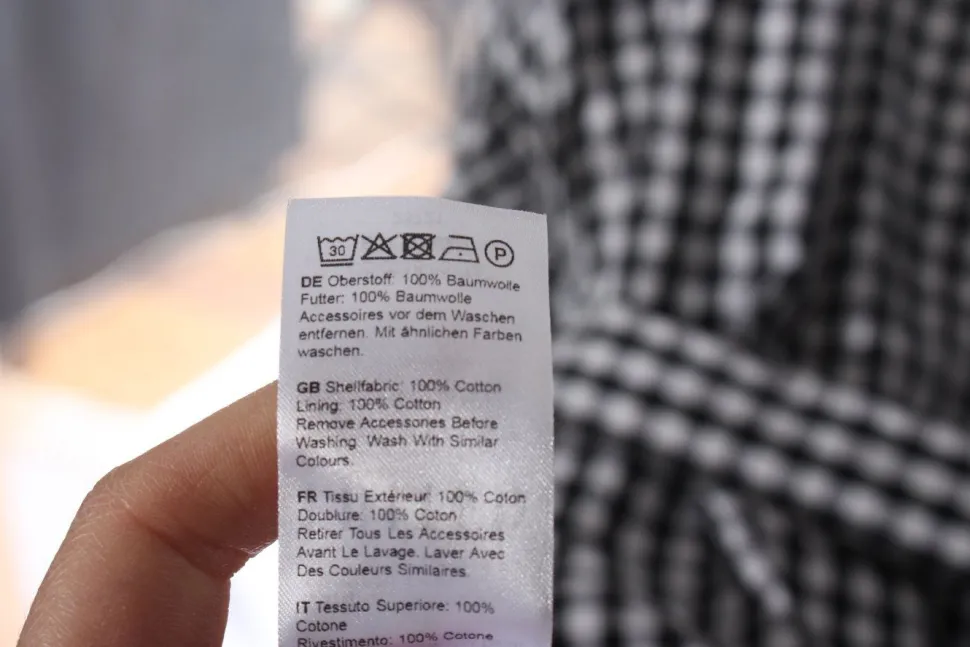 30 P
DE Oberstoff: 100% Baumwolle
Futter: 100% Baumwolle
Accessoires vor dem Waschen
entfernen. Mit ähnlichen Farben
waschen.
GB Shellfabric: 100% Cotton
Lining: 100% Cotton
Remove Accessories Before
Washing. Wash With Similar
Colours.
FR Tissu Extérieur: 100% Coton
Doublure: 100% Coton
Retirer Tous Les Accessoires
Avant Le Lavage. Laver Avec
Des Couleurs Similaires.
IT Tessuto Superiore: 100%
Cotone
Rivestimento: 100% Cotone